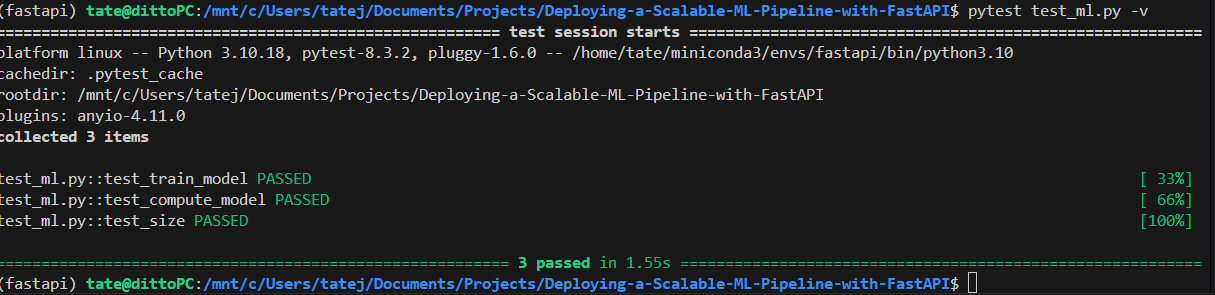 (fastapi) tate@dittoPC:/mnt/c/Users/tatej/Documents/Projects/Deploying-a-Scalable-ML-Pipeline-with-FastAPI$ pytest test_ml.py -v
======================================================== test session starts =========================================================
platform linux -- Python 3.10.18, pytest-8.3.2, pluggy-1.6.0 -- /home/tate/miniconda3/envs/fastapi/bin/python3.10
cachedir: .pytest_cache
rootdir: /mnt/c/Users/tatej/Documents/Projects/Deploying-a-Scalable-ML-Pipeline-with-FastAPI
plugins: anyio-4.11.0
collected 3 items
test_ml.py::test_train_model PASSED [ 33%]
test_ml.py::test_compute_model PASSED [ 66%]
test_ml.py::test_size PASSED [100%]
========================================================= 3 passed in 1.55s ==========================================================
(fastapi) tate@dittoPC:/mnt/c/Users/tatej/Documents/Projects/Deploying-a-Scalable-ML-Pipeline-with-FastAPI$